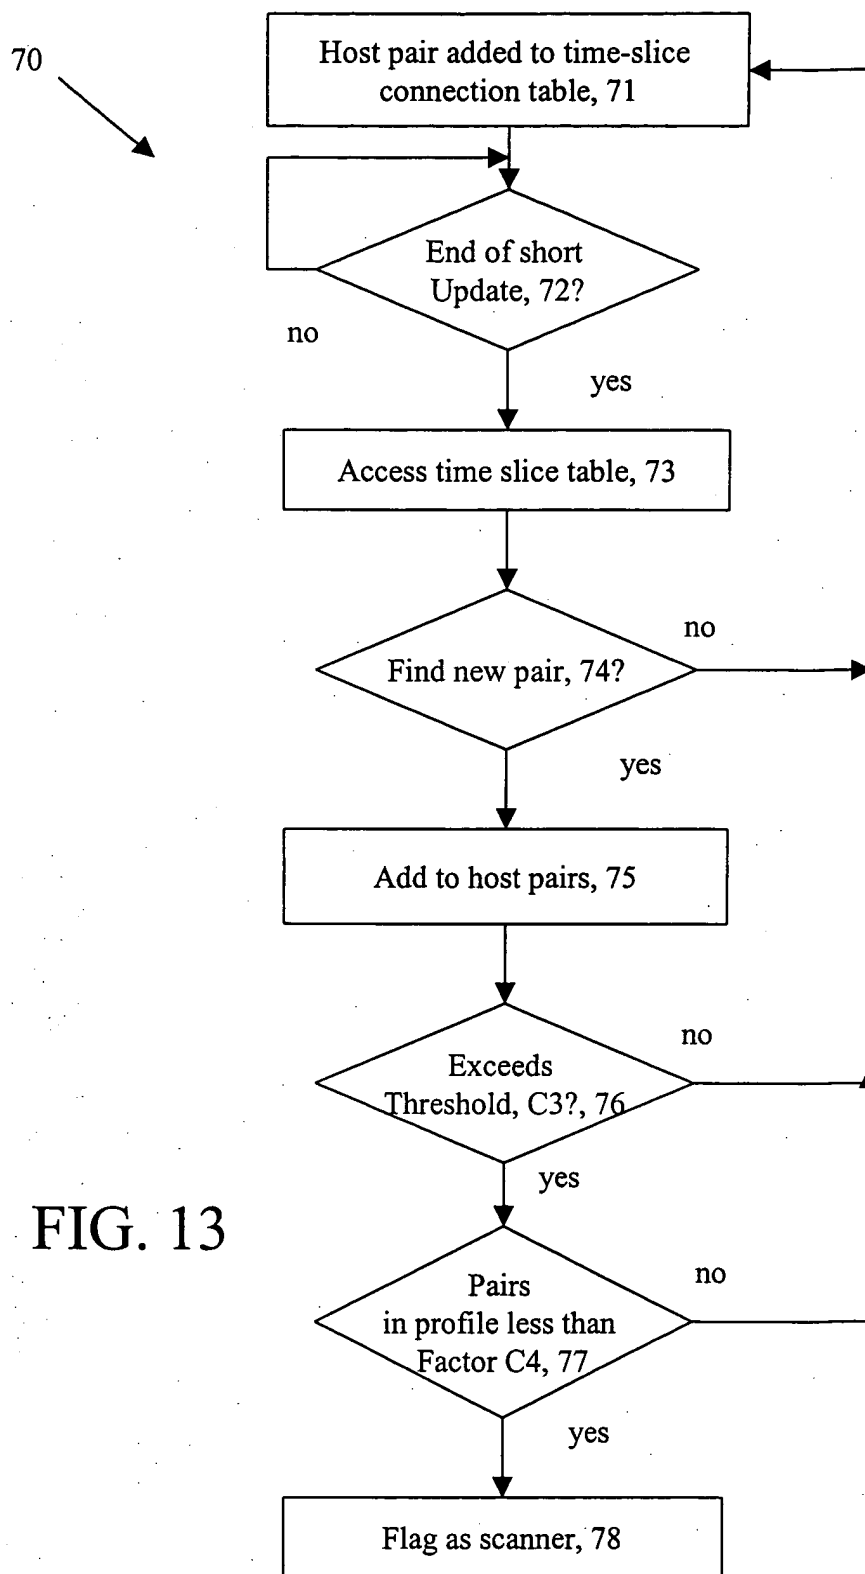 70
Host pair added to time-slice
connection table, 71
End of short
Update, 72?
no
yes
Access time slice table, 73
no
Find new pair, 74?
yes
Add to host pairs, 75
no
Exceeds
Threshold, C3?, 76
yes
FIG. 13
no
Pairs
in profile less than
Factor C4, 77
yes
Flag as scanner, 78